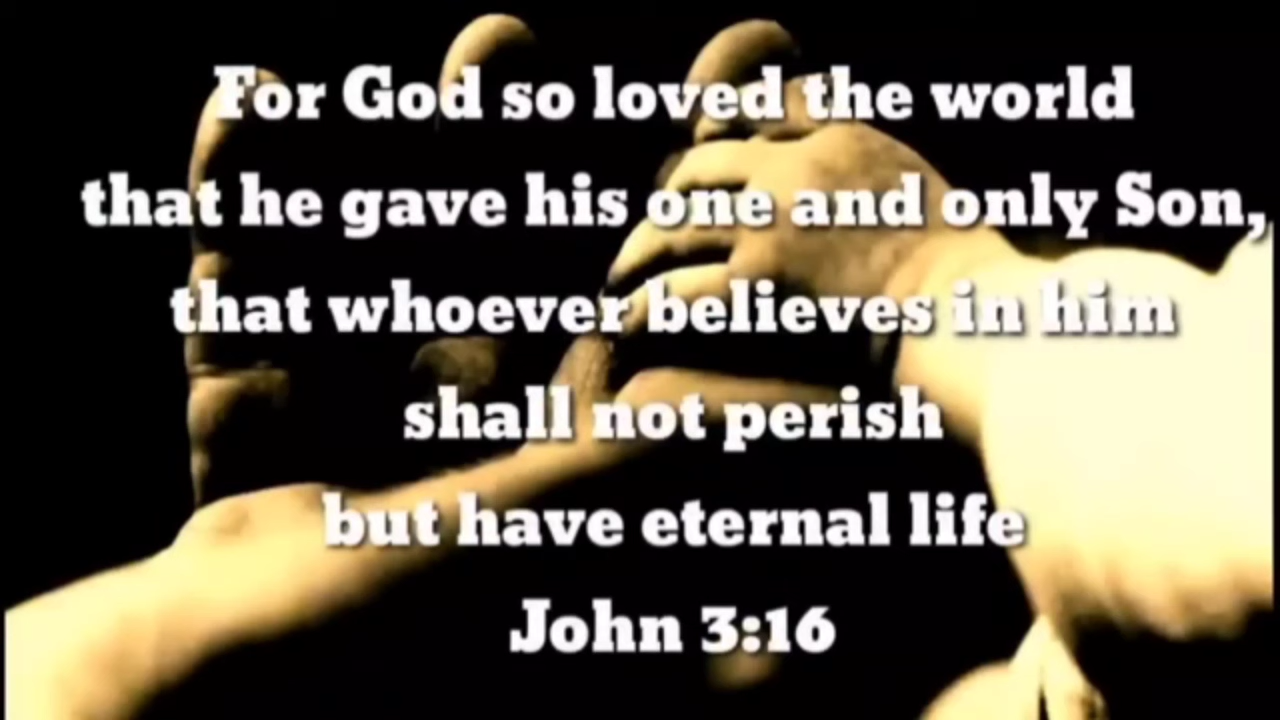 For God so loved the world
that he gave his one and only Son,
that whoever believes in him
shall not perish
but have eternal life
John 3:16